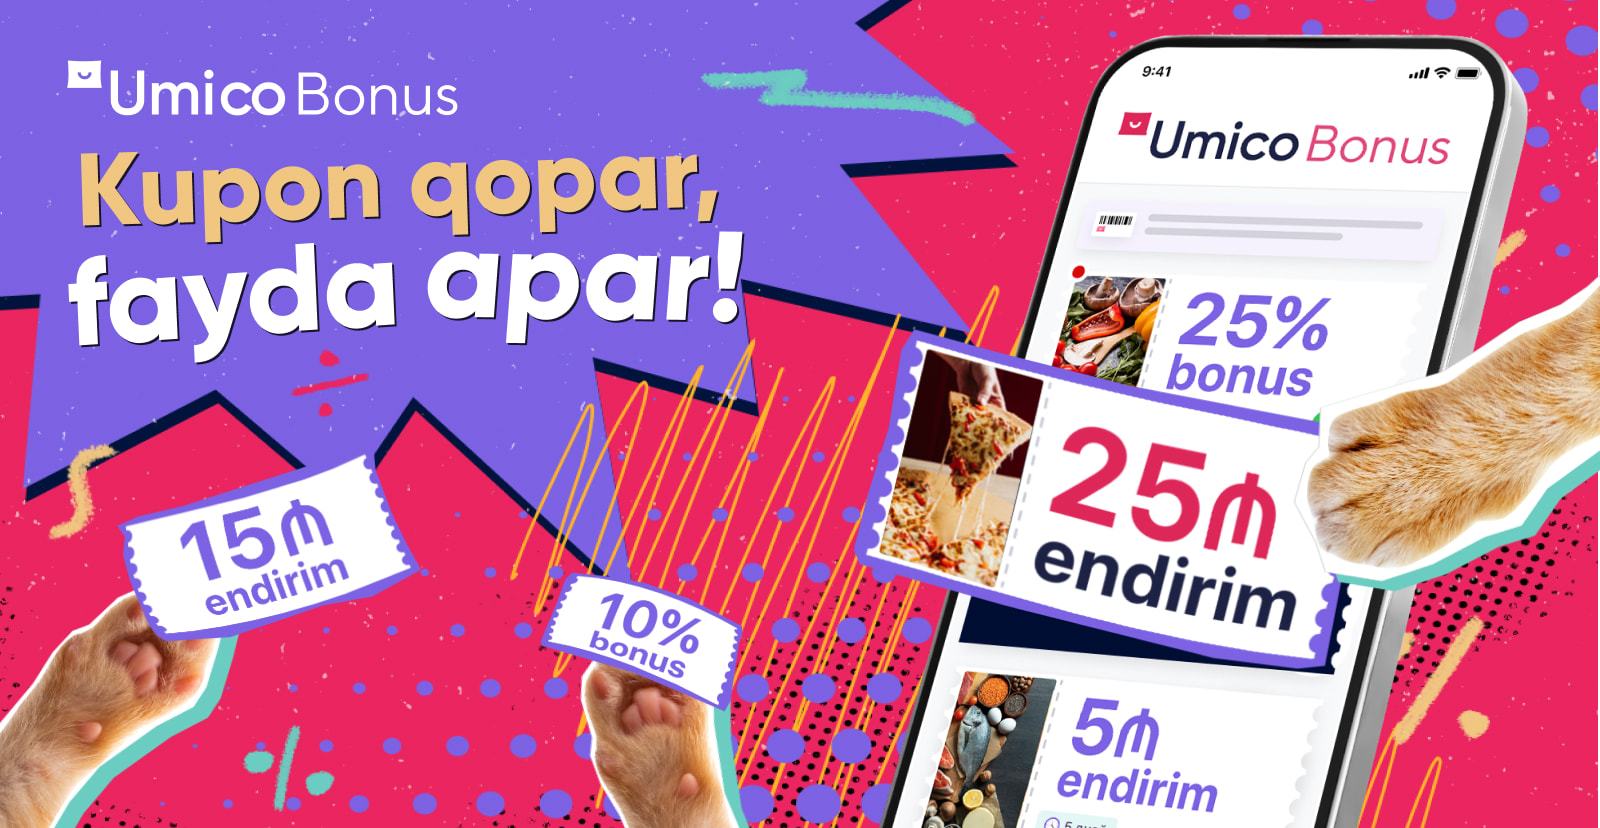 Umico Bonus
Kupon qopar,
fayda apar!
15₼
endirim
10%
bonus
9:41
Umico Bonus
25%
bonus
25₼
endirim
5₼
endirim